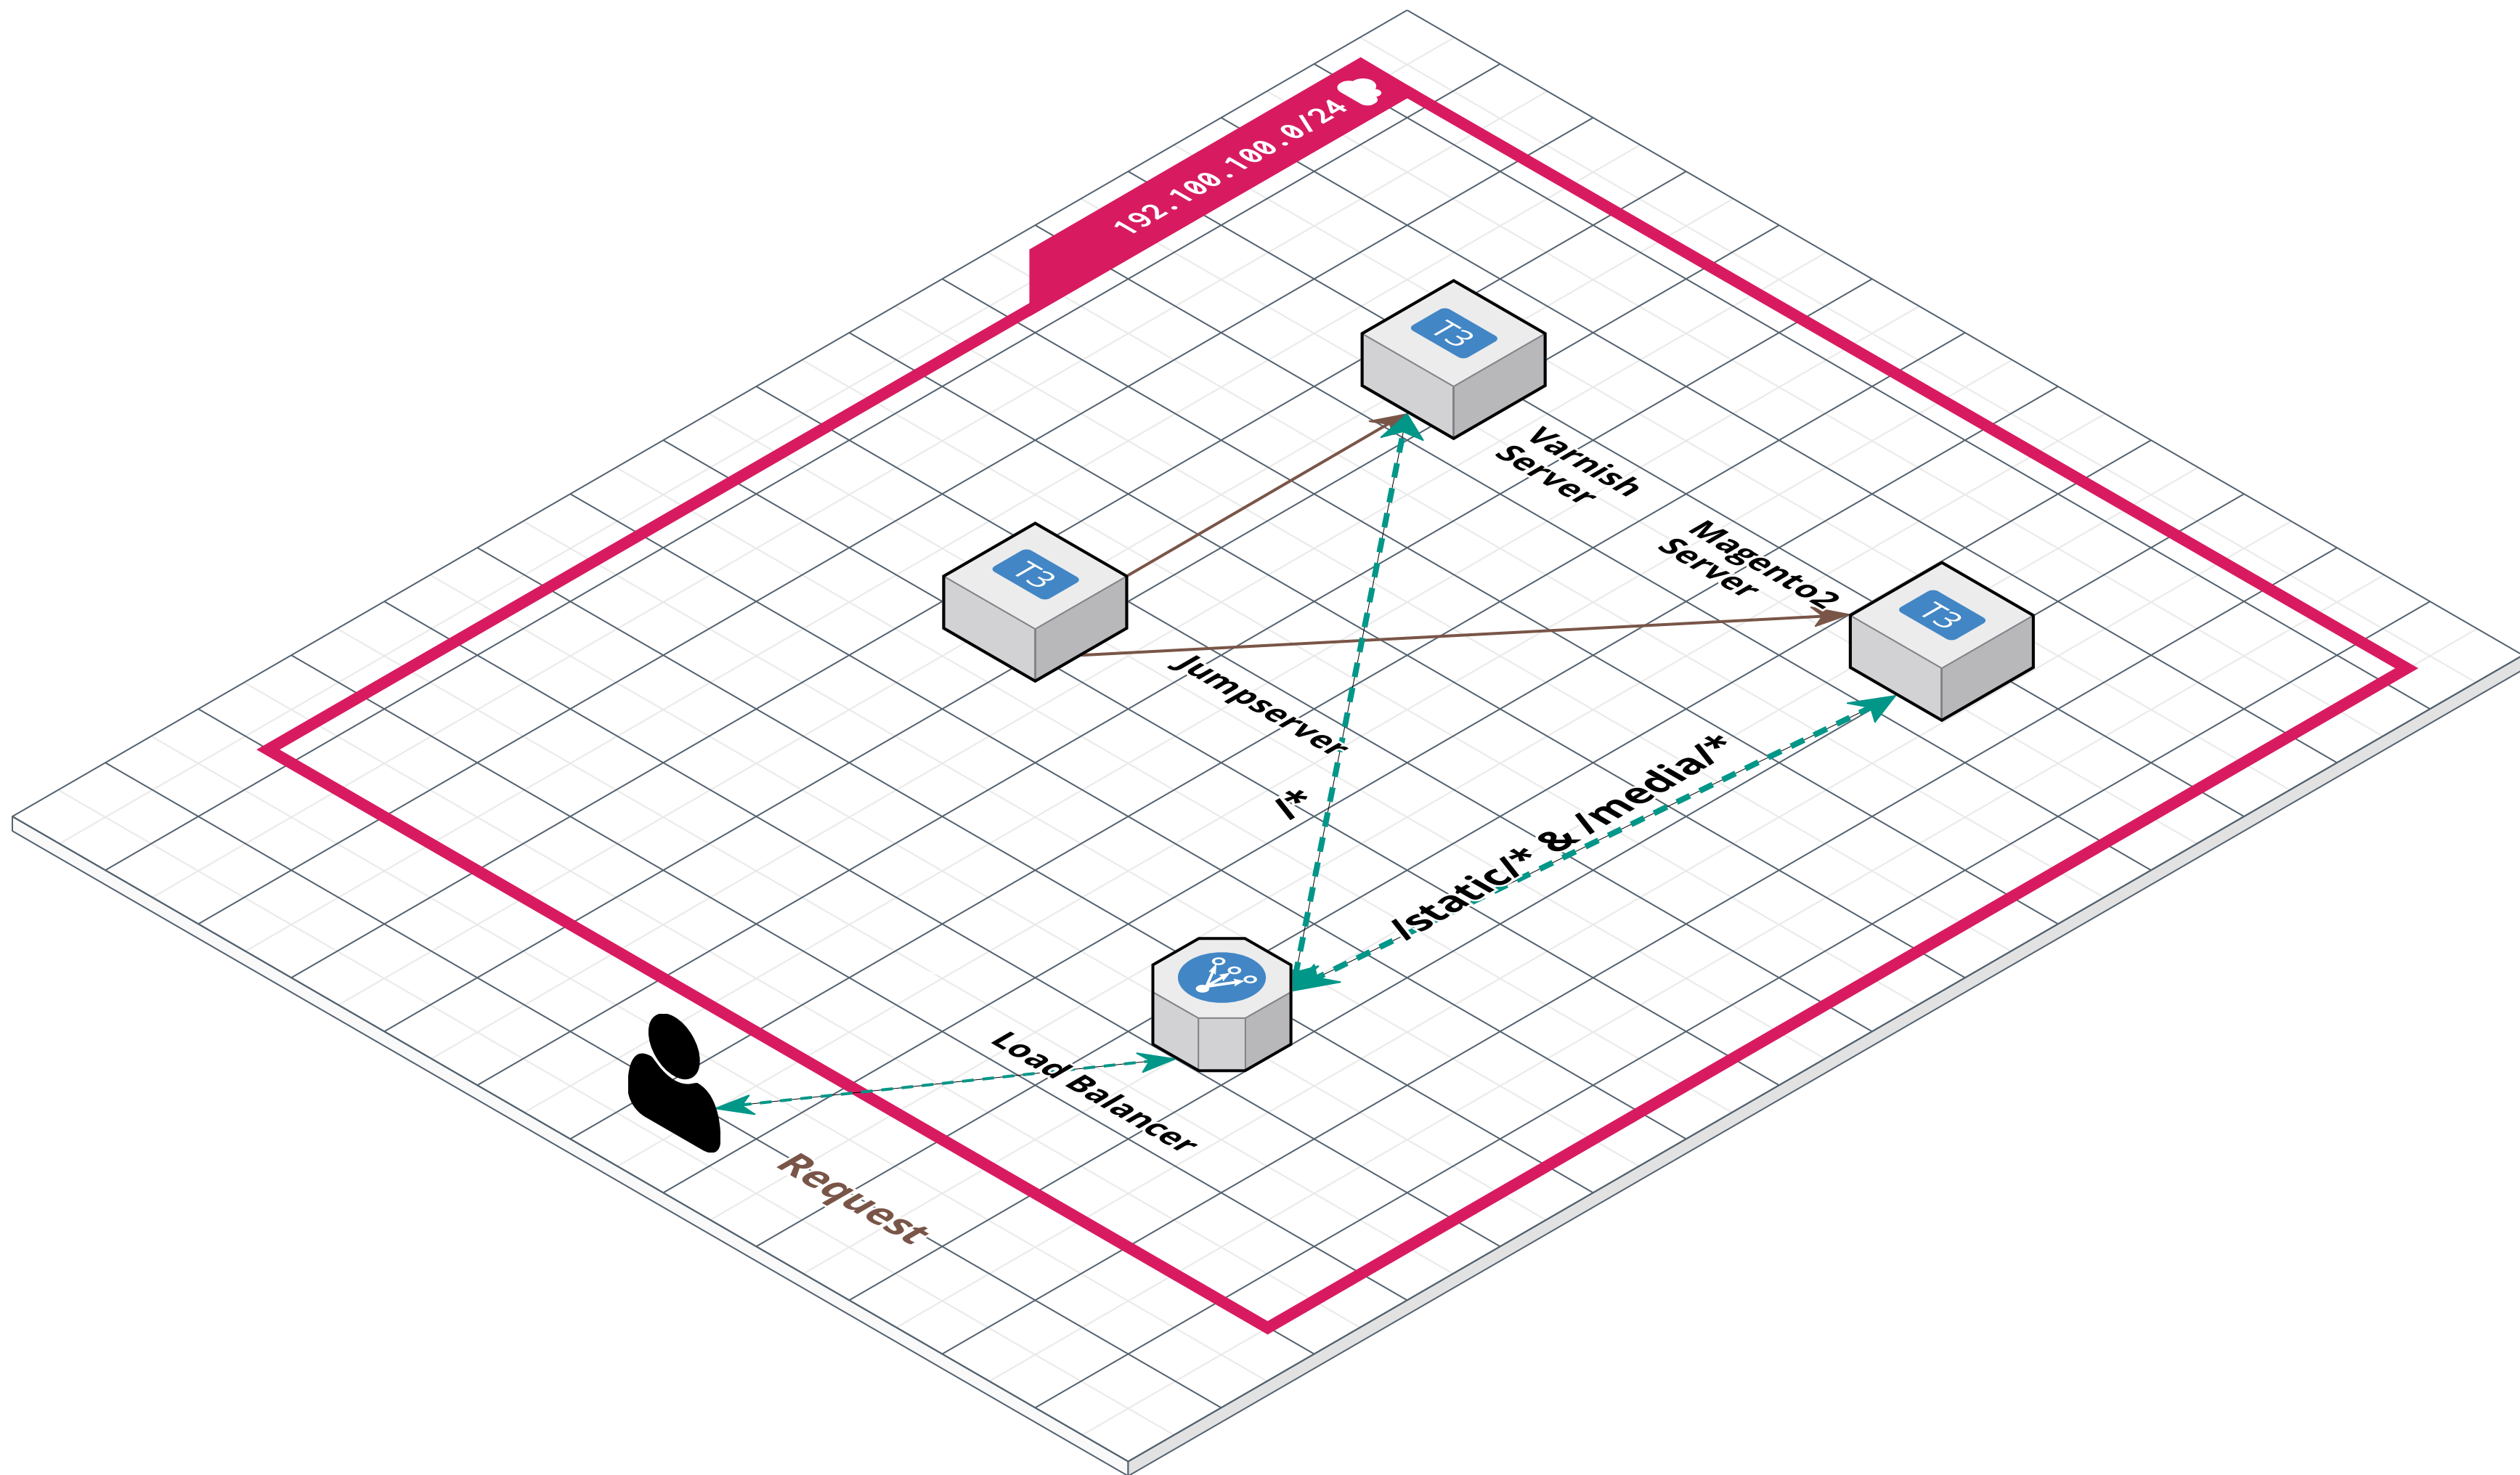 192.100.100.0/24
T3
Varnish
Server
Magento2
Server
T3
T3
Jumpserver
/*
/static/* & /media/*
Load Balancer
Request